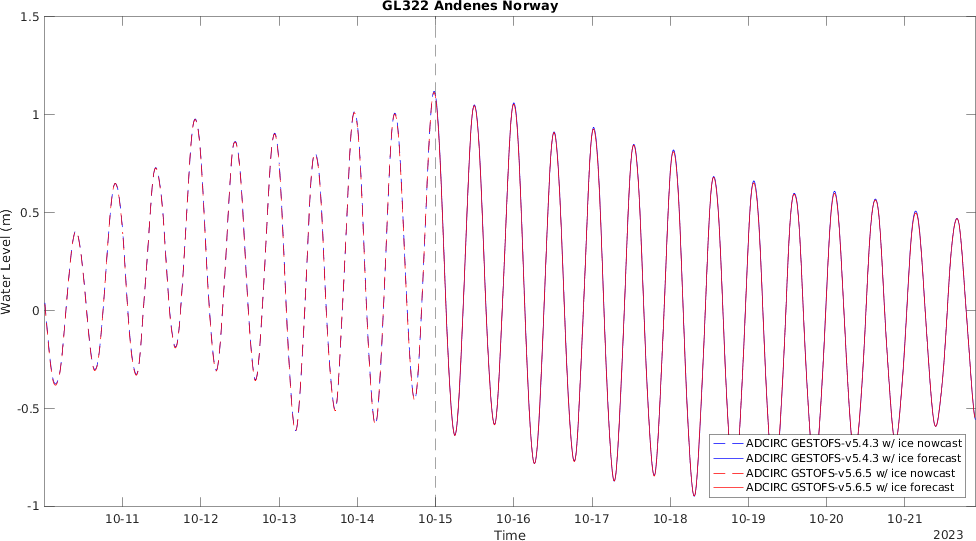 GL322 Andenes Norway
1.5
1
0.5
0
-0.5
-1
Water Level (m)
10-11 10-12 10-13 10-14 10-15 10-16 10-17 10-18 10-19 10-20 10-21
Time
2023
ADCIRC GESTOFS-v5.4.3 w/ ice nowcast
ADCIRC GESTOFS-v5.4.3 w/ ice forecast
ADCIRC GSTOFS-v5.6.5 w/ ice nowcast
ADCIRC GSTOFS-v5.6.5 w/ ice forecast